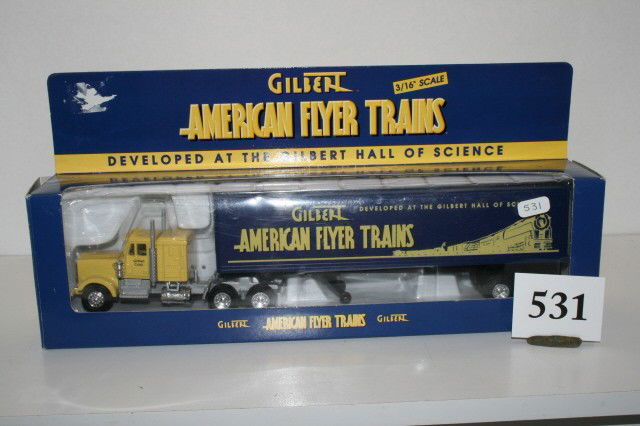 GILBERT
3/16" SCALE
AMERICAN FLYER TRAINS
DEVELOPED AT THE GILBERT HALL OF SCIENCE
GILBERT DEVELOPED AT THE GILBERT HALL OF SC
531
AMERICAN FLYER TRAINS
531
GILBERT AMERICAN FLYER TRAINS GILBERT